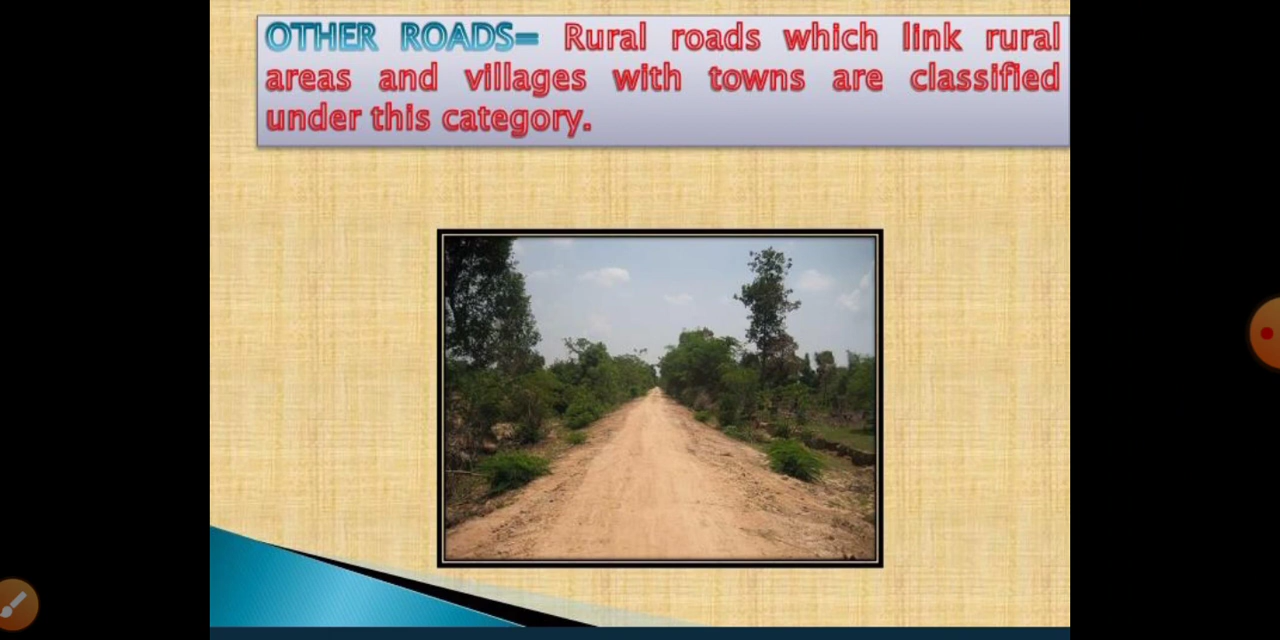 OTHER ROADS= Rural roads which link rural
areas and villages with towns are classified
under this category.